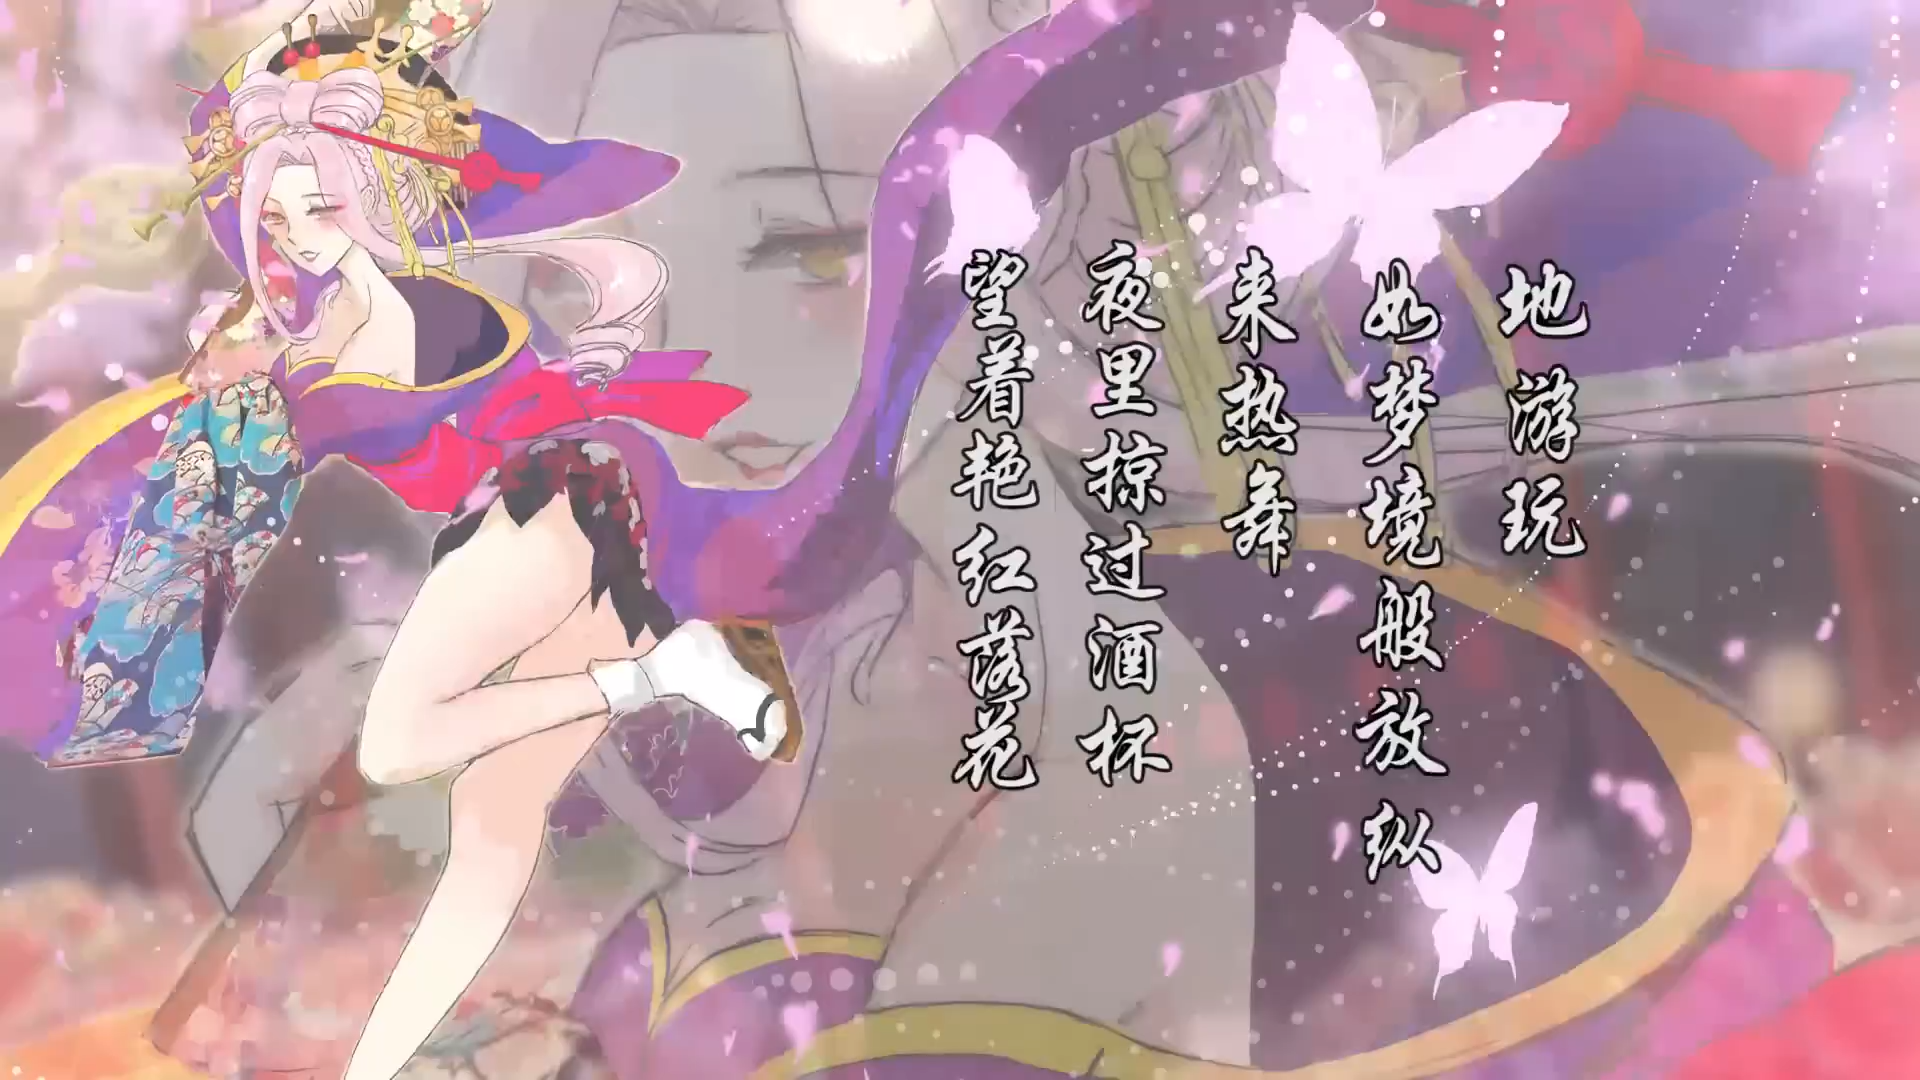 望着艳红落花
夜里掠过酒杯
来热舞
如梦境般放纵
地游玩